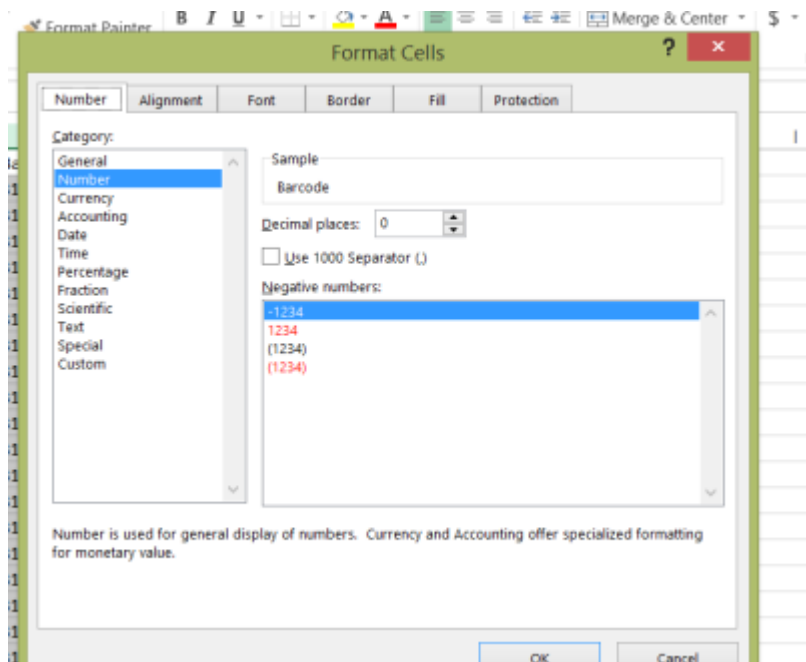 Format Painter B I U Merge & Center $
Format Cells ?
Number Alignment Font Border Fill Protection
Category:
General
Number
Currency
Accounting
Date
Time
Percentage
Fraction
Scientific
Text
Special
Custom
Sample
Barcode
Decimal places: 0
Use 1000 Separator (,)
Negative numbers:
-1234
1234
(1234)
(1234)
Number is used for general display of numbers. Currency and Accounting offer specialized formatting
for monetary value.
OK Cancel